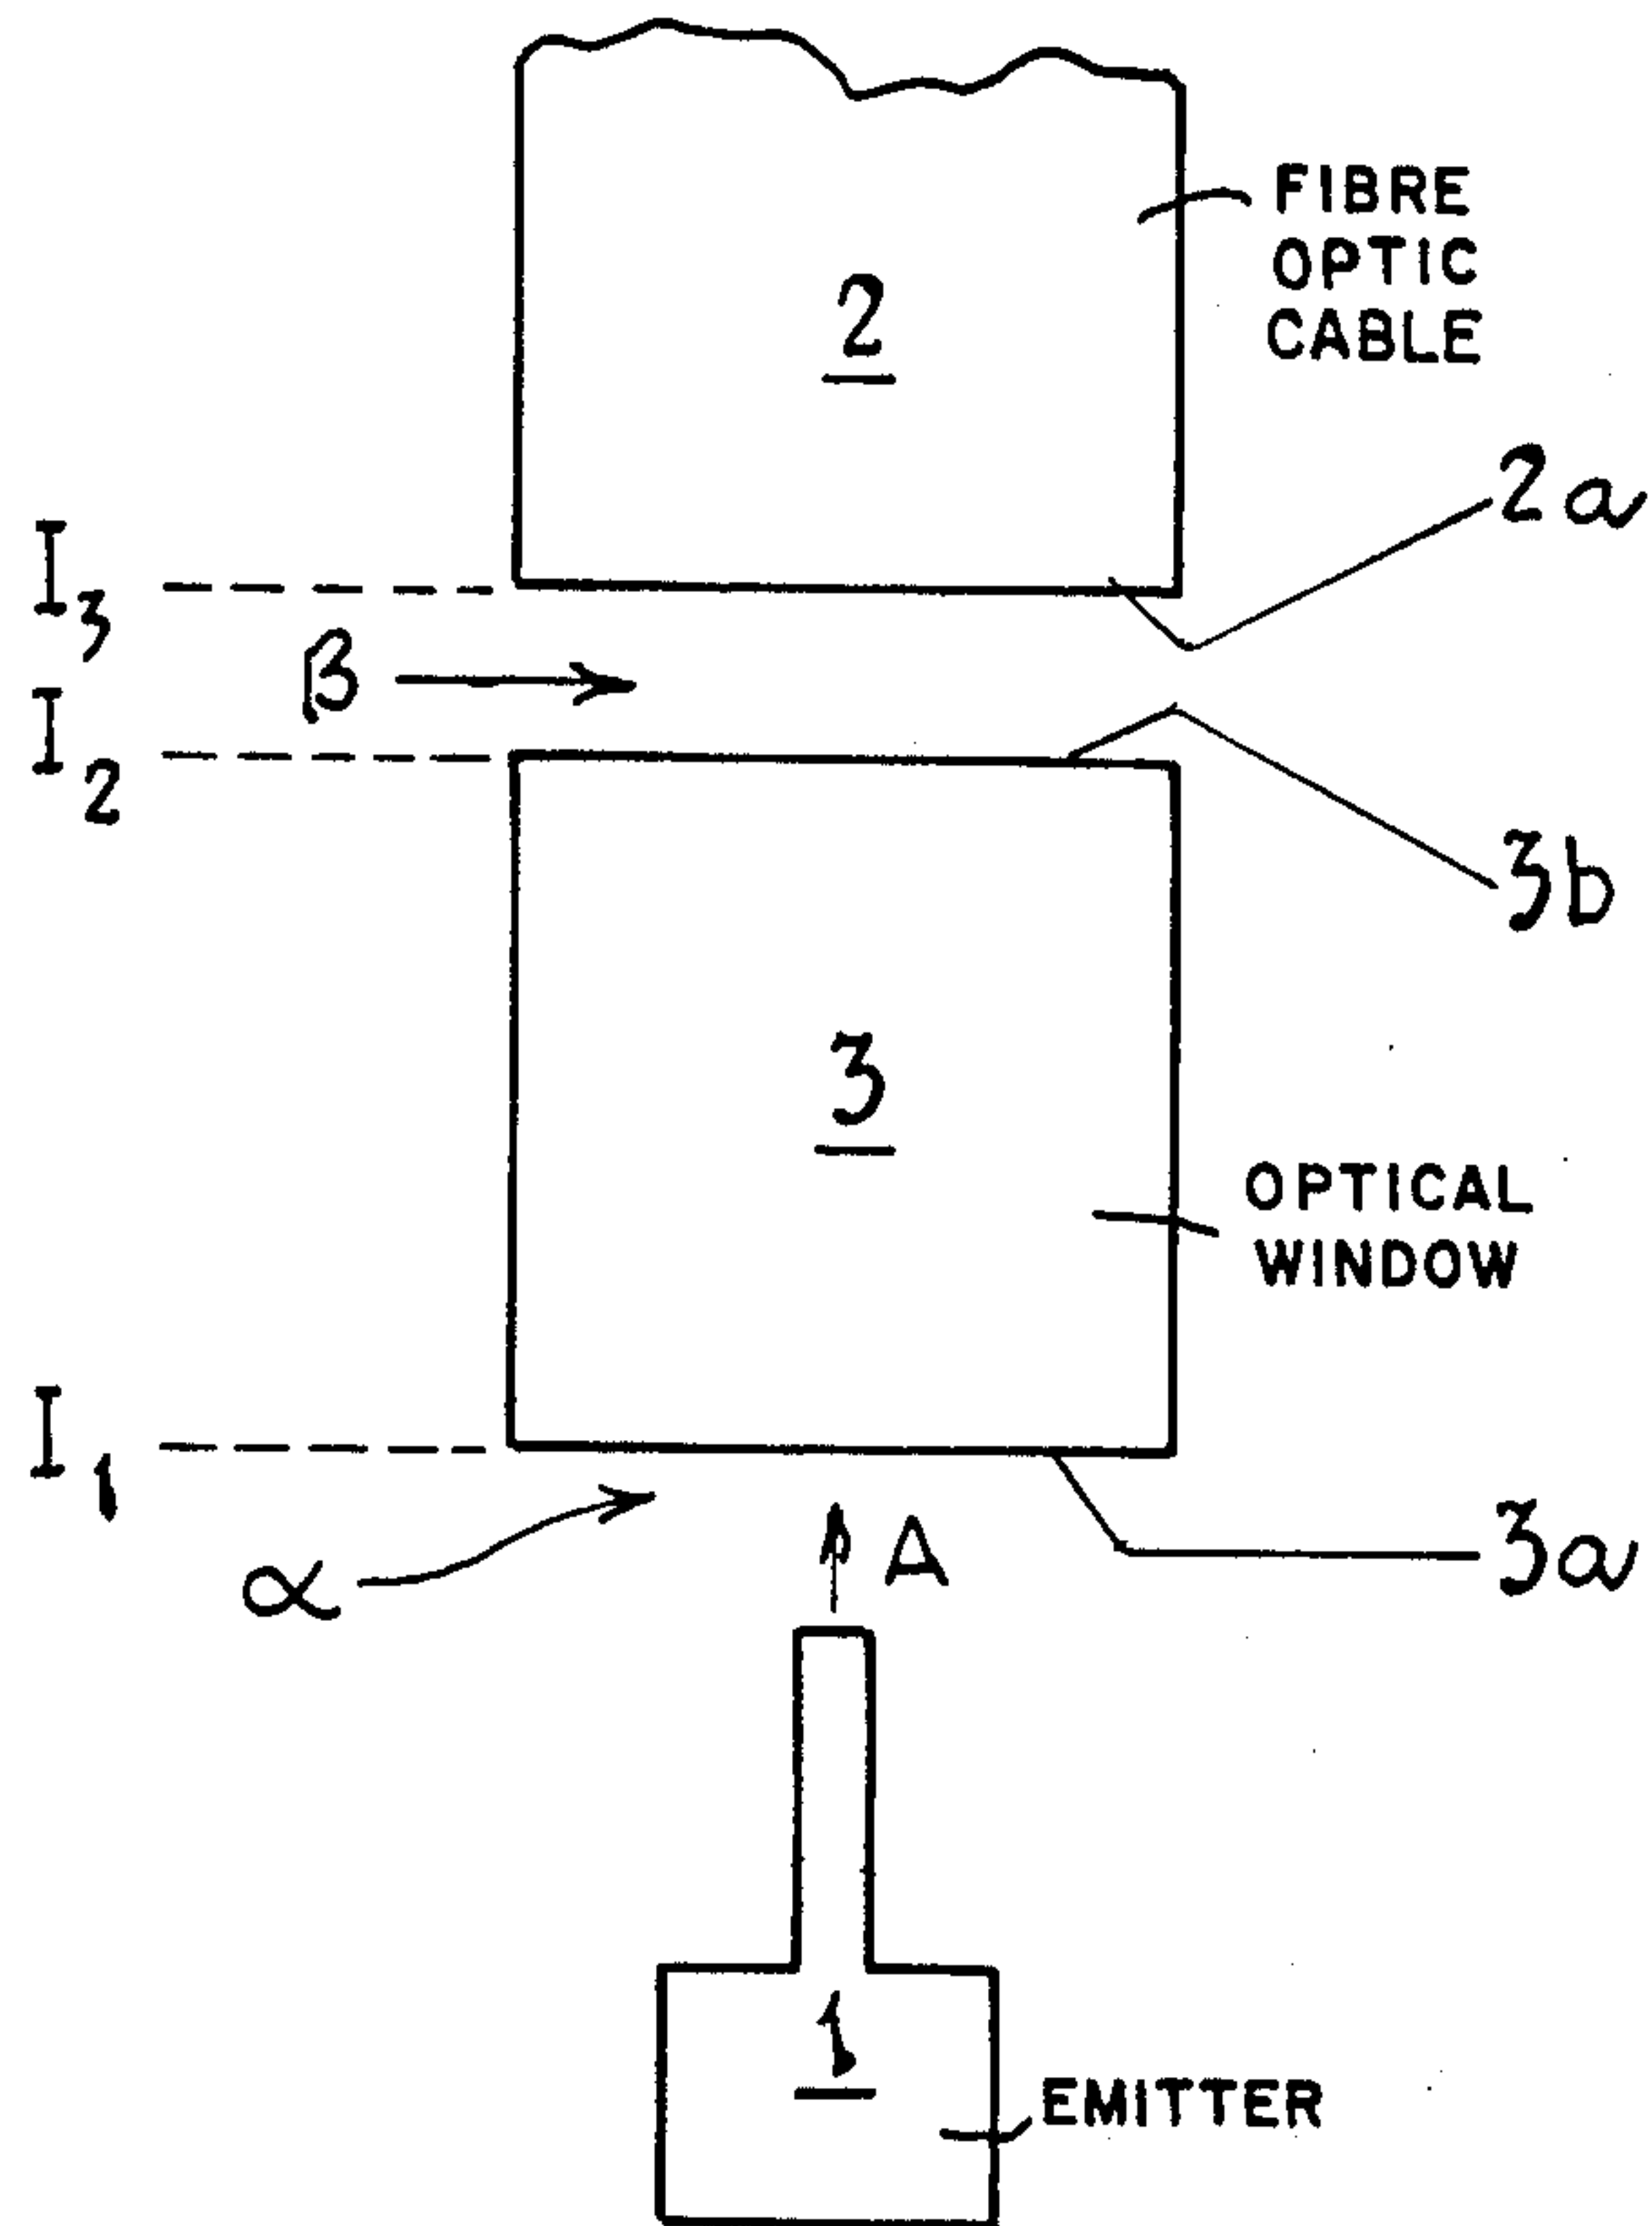 FIBRE
OPTIC
CABLE
2
2a
I3
β
I2
3b
3
OPTICAL
WINDOW
I1
A
3a
α
1
EMITTER